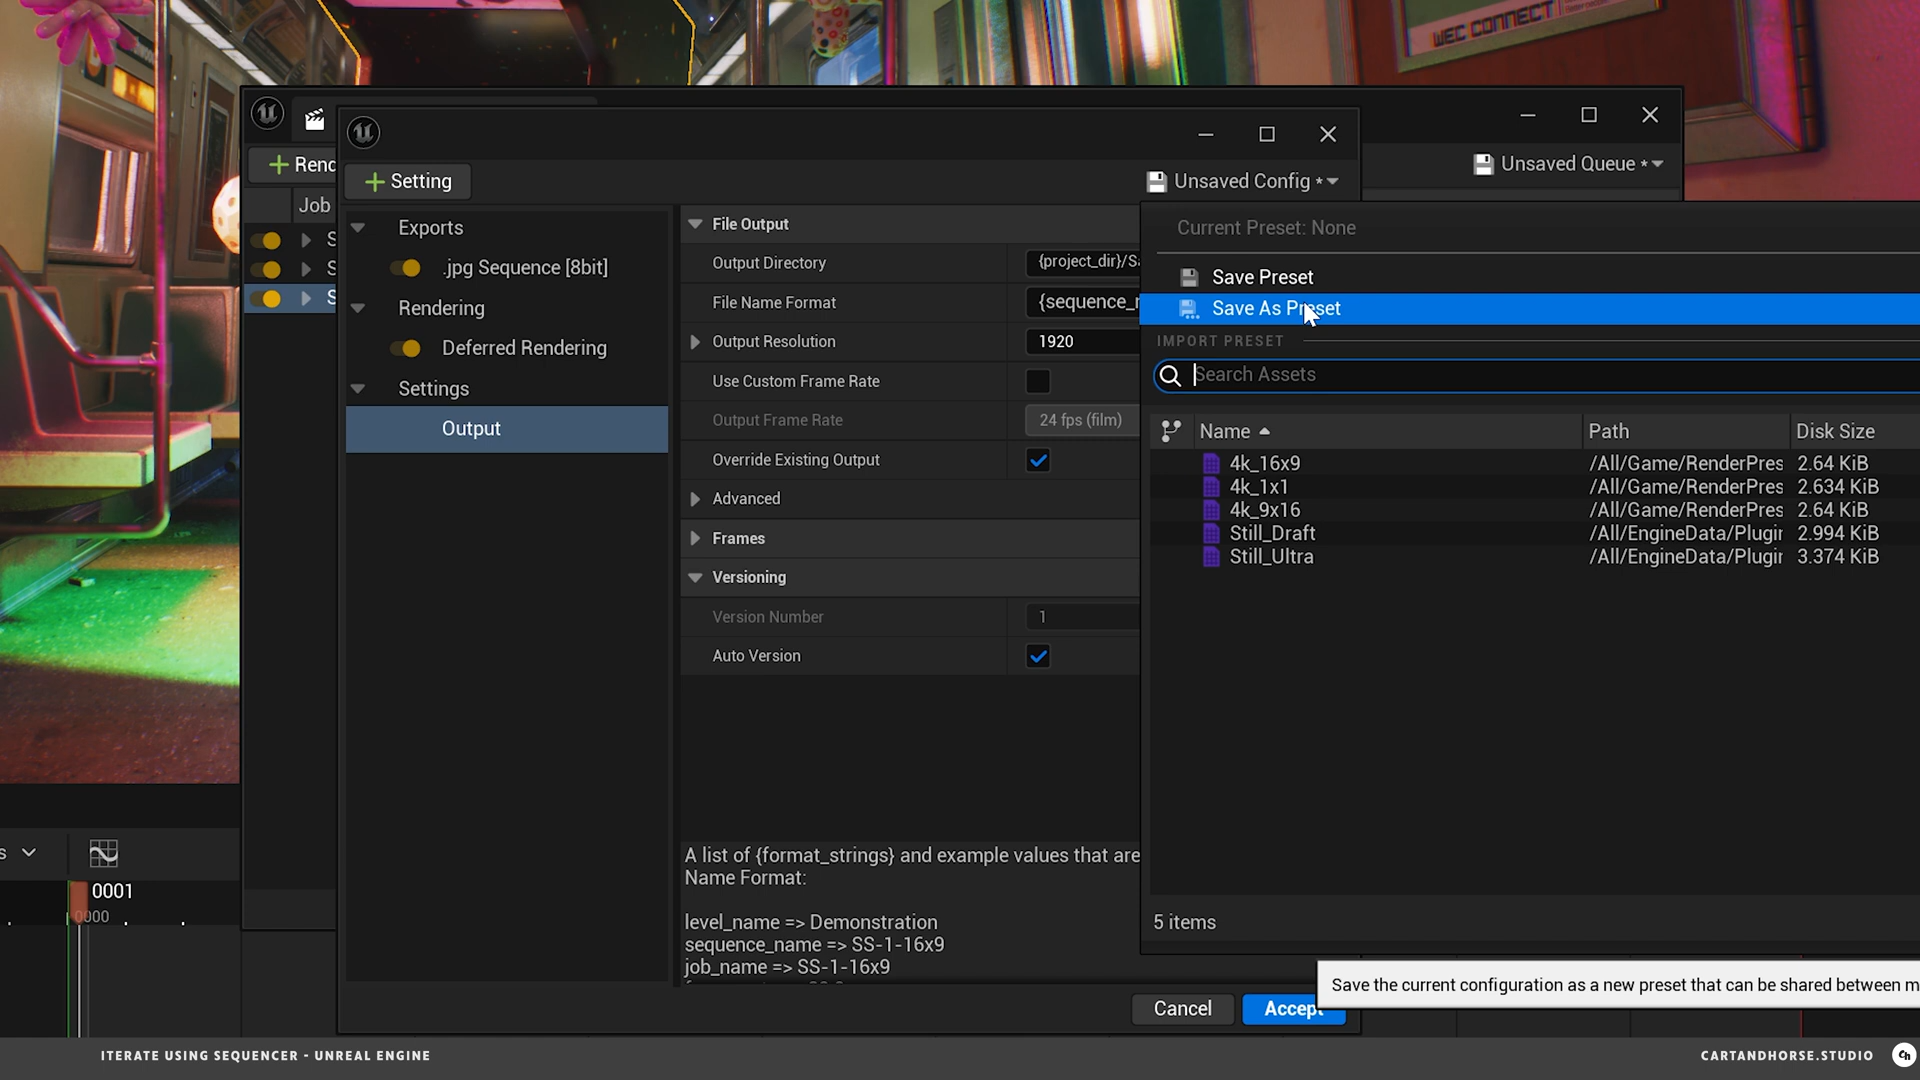 WEC CONNECT
Rend
Unsaved Queue *
Setting
Unsaved Config *
Job
S
S
S
Exports
.jpg Sequence [8bit]
Rendering
Deferred Rendering
Settings
Output
File Output
Output Directory
{project_dir}/Sa
File Name Format
{sequence_n
Output Resolution
1920
Use Custom Frame Rate
Output Frame Rate
24 fps (film)
Override Existing Output
Advanced
Frames
Versioning
Version Number
1
Auto Version
A list of {format_strings} and example values that are
Name Format:
level_name => Demonstration
sequence_name => SS-1-16x9
job_name => SS-1-16x9
Cancel
Accept
Current Preset: None
Save Preset
Save As Preset
IMPORT PRESET
Search Assets
Name
Path
Disk Size
4k_16x9
/All/Game/RenderPres
2.64 KiB
4k_1x1
/All/Game/RenderPres
2.634 KiB
4k_9x16
/All/Game/RenderPres
2.64 KiB
Still_Draft
/All/EngineData/Plugin
2.994 KiB
Still_Ultra
/All/EngineData/Plugin
3.374 KiB
5 items
Save the current configuration as a new preset that can be shared between m
s
0001
0000
ITERATE USING SEQUENCER - UNREAL ENGINE
CARTANDHORSE.STUDIO